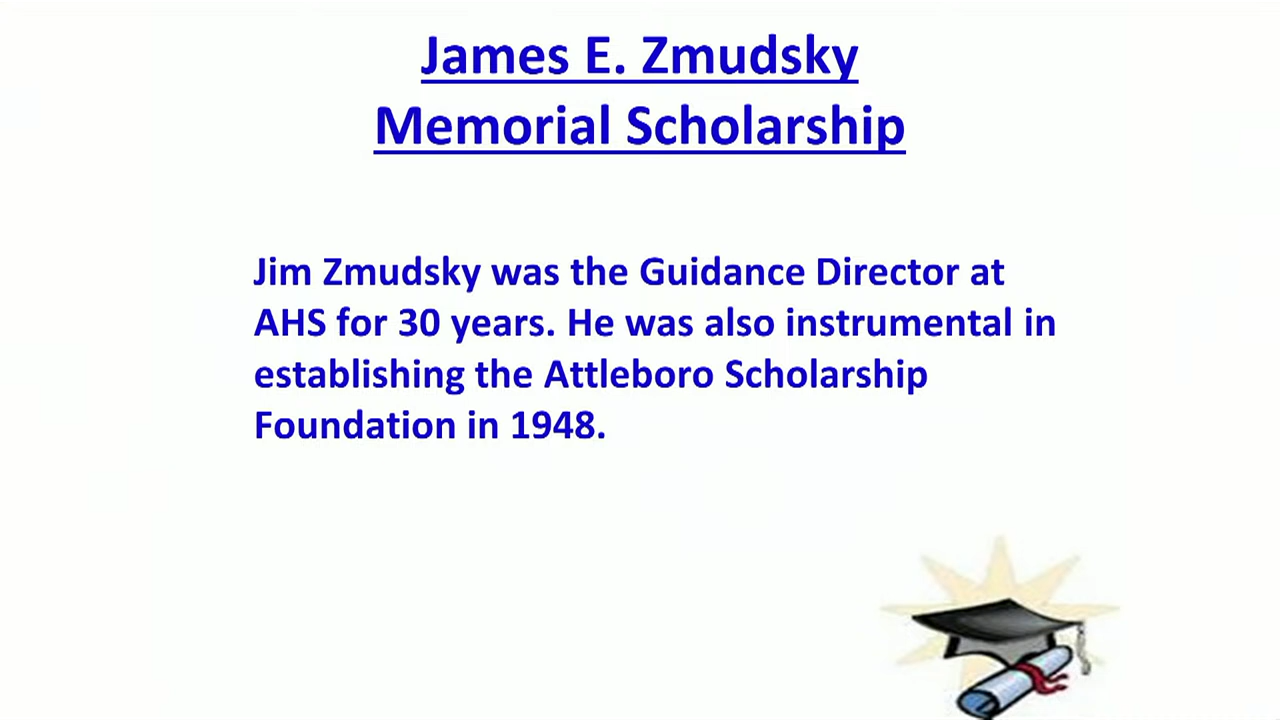 James E. Zmudsky
Memorial Scholarship
Jim Zmudsky was the Guidance Director at
AHS for 30 years. He was also instrumental in
establishing the Attleboro Scholarship
Foundation in 1948.